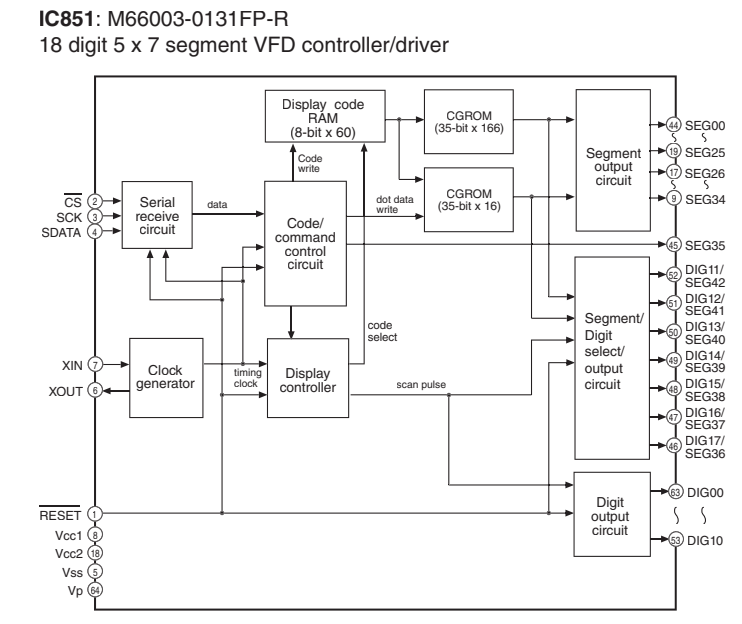 IC851: M66003-0131FP-R
18 digit 5 x 7 segment VFD controller/driver
Display code
RAM
(8-bit x 60)
CGROM
(35-bit x 166)
CGROM
(35-bit x 16)
Segment
output
circuit
44 SEG00
19 SEG25
17 SEG26
9 SEG34
45 SEG35
Code
write
CS 2
SCK 3
SDATA 4
Serial
receive
circuit
data
Code/
command
control
circuit
dot data
write
Segment/
Digit
select/
output
circuit
52 DIG11/
SEG42
51 DIG12/
SEG41
50 DIG13/
SEG40
49 DIG14/
SEG39
48 DIG15/
SEG38
47 DIG16/
SEG37
46 DIG17/
SEG36
code
select
XIN 7
XOUT 6
Clock
generator
timing
clock
Display
controller
scan pulse
Digit
output
circuit
63 DIG00
53 DIG10
RESET 1
Vcc1 8
Vcc2 18
Vss 5
Vp 64